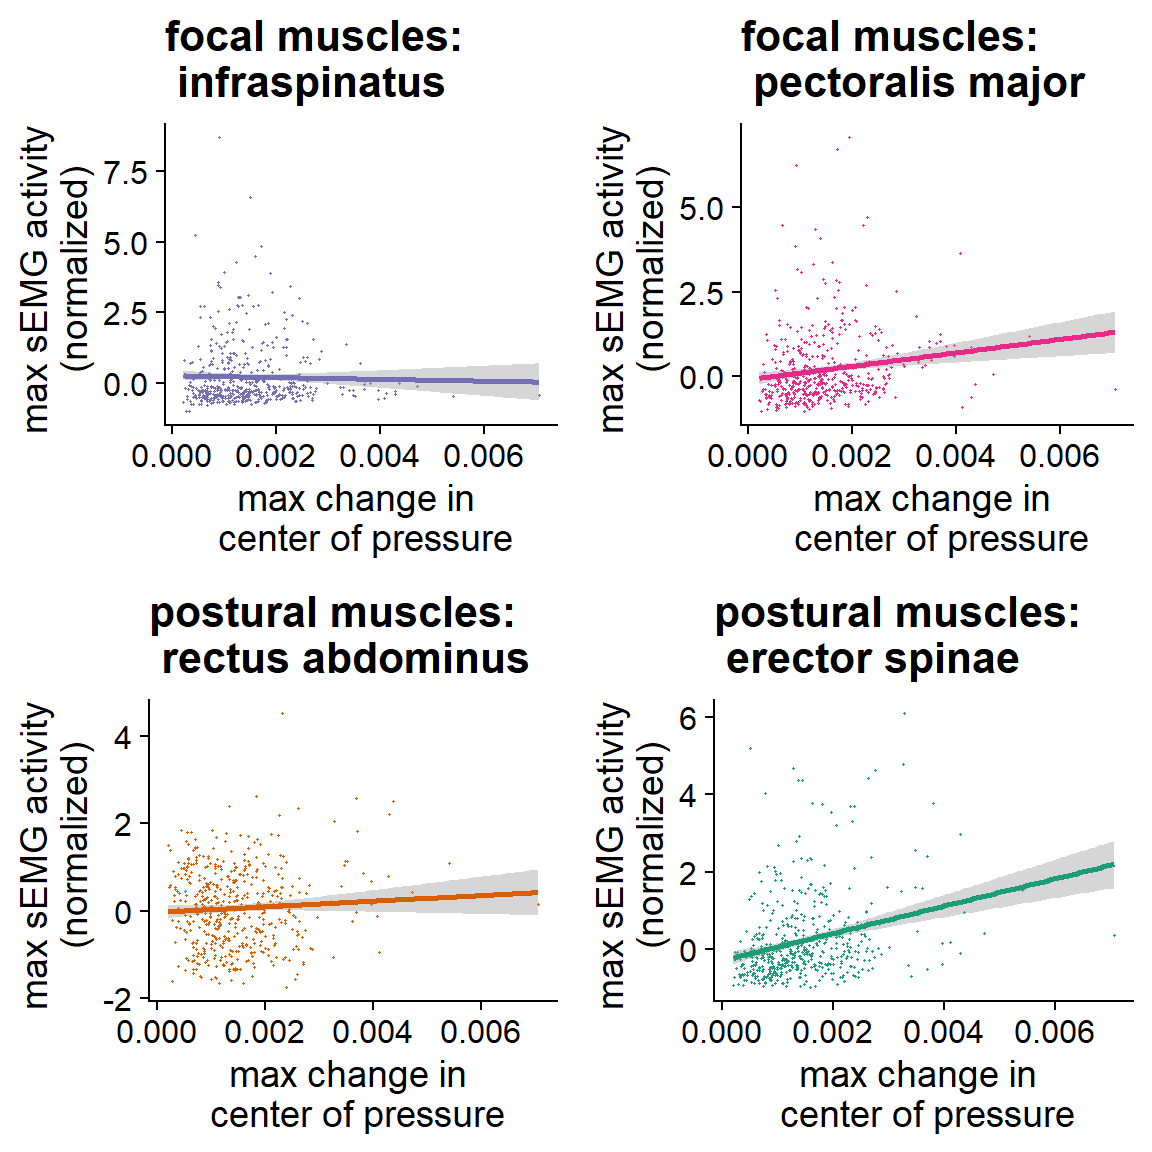 focal muscles:
infraspinatus
max sEMG activity
(normalized)
7.5
5.0
2.5
0.0
0.000 0.002 0.004 0.006
max change in
center of pressure
focal muscles:
pectoralis major
max sEMG activity
(normalized)
5.0
2.5
0.0
0.000 0.002 0.004 0.006
max change in
center of pressure
postural muscles:
rectus abdominus
max sEMG activity
(normalized)
4
2
0
-2
0.000 0.002 0.004 0.006
max change in
center of pressure
postural muscles:
erector spinae
max sEMG activity
(normalized)
6
4
2
0
0.000 0.002 0.004 0.006
max change in
center of pressure